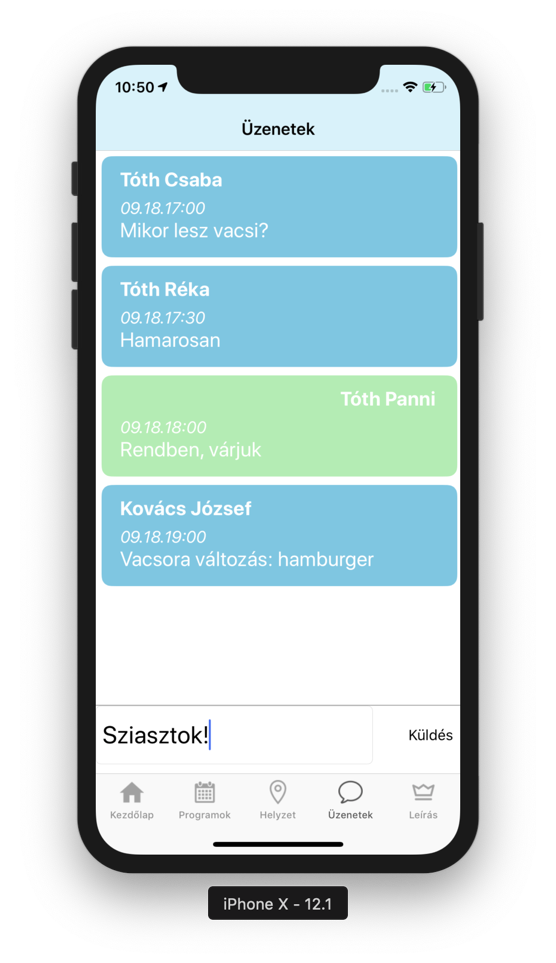 10:50
Üzenetek
Tóth Csaba
09.18.17:00
Mikor lesz vacsi?
Tóth Réka
09.18.17:30
Hamarosan
Tóth Panni
09.18.18:00
Rendben, várjuk
Kovács József
09.18.19:00
Vacsora változás: hamburger
Sziasztok!
Küldés
Kezdőlap Programok Helyzet Üzenetek Leírás
iPhone X - 12.1